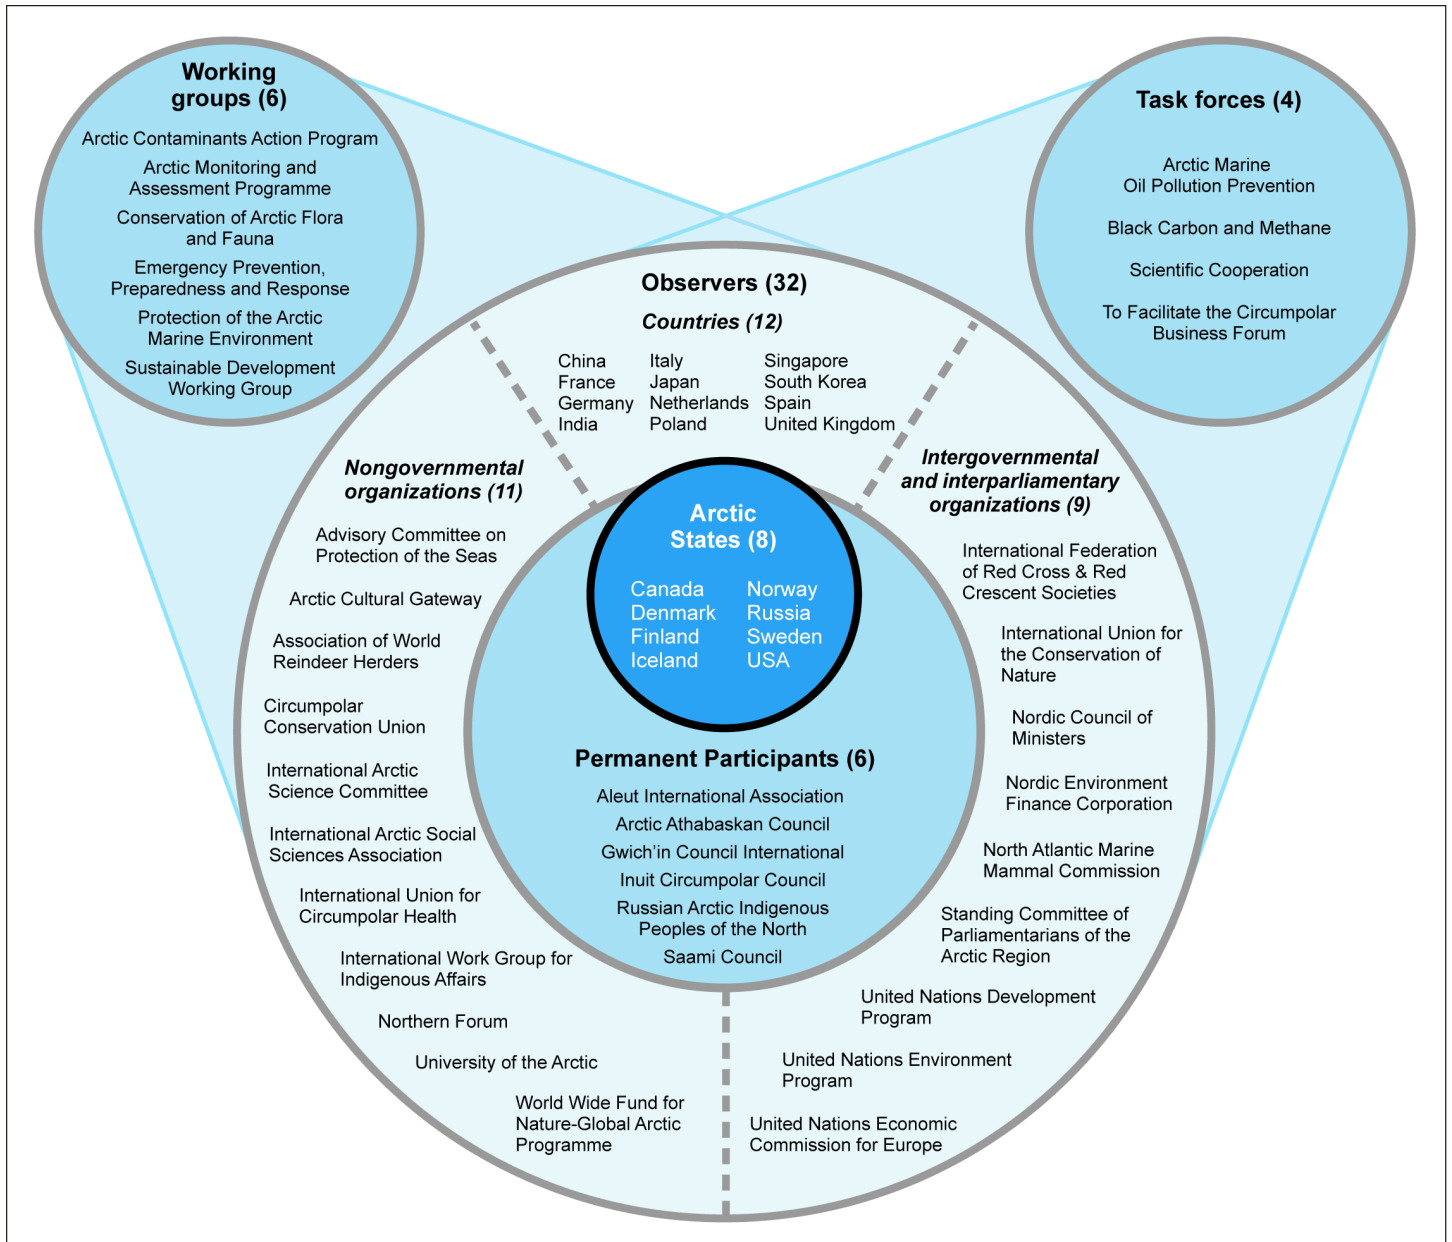 Working
groups (6)
Arctic Contaminants Action Program
Arctic Monitoring and
Assessment Programme
Conservation of Arctic Flora
and Fauna
Emergency Prevention,
Preparedness and Response
Protection of the Arctic
Marine Environment
Sustainable Development
Working Group
Task forces (4)
Arctic Marine
Oil Pollution Prevention
Black Carbon and Methane
Scientific Cooperation
To Facilitate the Circumpolar
Business Forum
Observers (32)
Countries (12)
China
France
Germany
India
Italy
Japan
Netherlands
Poland
Singapore
South Korea
Spain
United Kingdom
Nongovernmental
organizations (11)
Advisory Committee on
Protection of the Seas
Arctic Cultural Gateway
Association of World
Reindeer Herders
Circumpolar
Conservation Union
International Arctic
Science Committee
International Arctic Social
Sciences Association
International Union for
Circumpolar Health
International Work Group for
Indigenous Affairs
Northern Forum
University of the Arctic
World Wide Fund for
Nature-Global Arctic
Programme
Intergovernmental
and interparliamentary
organizations (9)
International Federation
of Red Cross & Red
Crescent Societies
International Union for
the Conservation of
Nature
Nordic Council of
Ministers
Nordic Environment
Finance Corporation
North Atlantic Marine
Mammal Commission
Standing Committee of
Parliamentarians of the
Arctic Region
United Nations Development
Program
United Nations Environment
Program
United Nations Economic
Commission for Europe
Arctic
States (8)
Canada
Denmark
Finland
Iceland
Norway
Russia
Sweden
USA
Permanent Participants (6)
Aleut International Association
Arctic Athabaskan Council
Gwich’in Council International
Inuit Circumpolar Council
Russian Arctic Indigenous
Peoples of the North
Saami Council